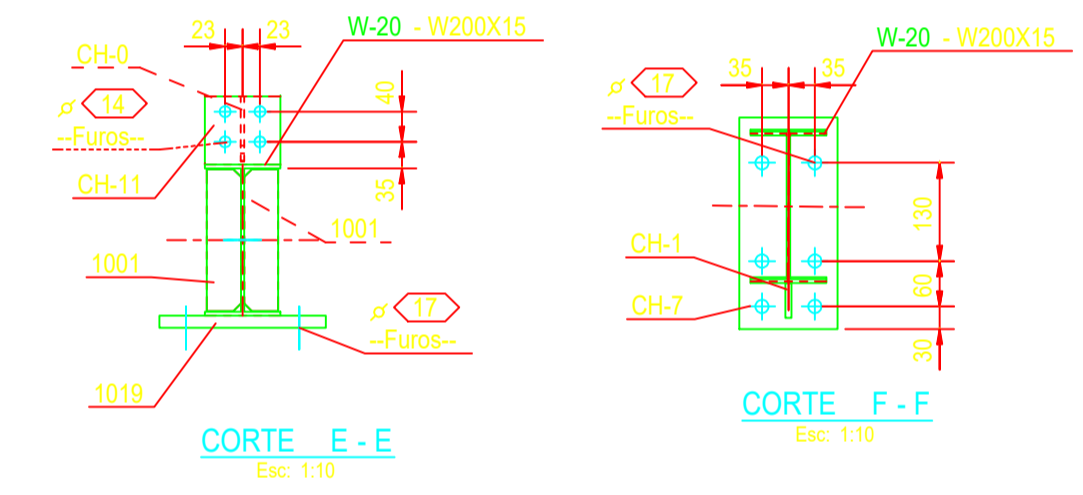 23 23
W-20 - W200X15
CH-0
14
--Furos--
40
CH-11
35
1001
1001
17
--Furos--
1019
CORTE E - E
Esc: 1:10
W-20 - W200X15
35 35
17
--Furos--
130
CH-1
60
CH-7
30
CORTE F - F
Esc: 1:10